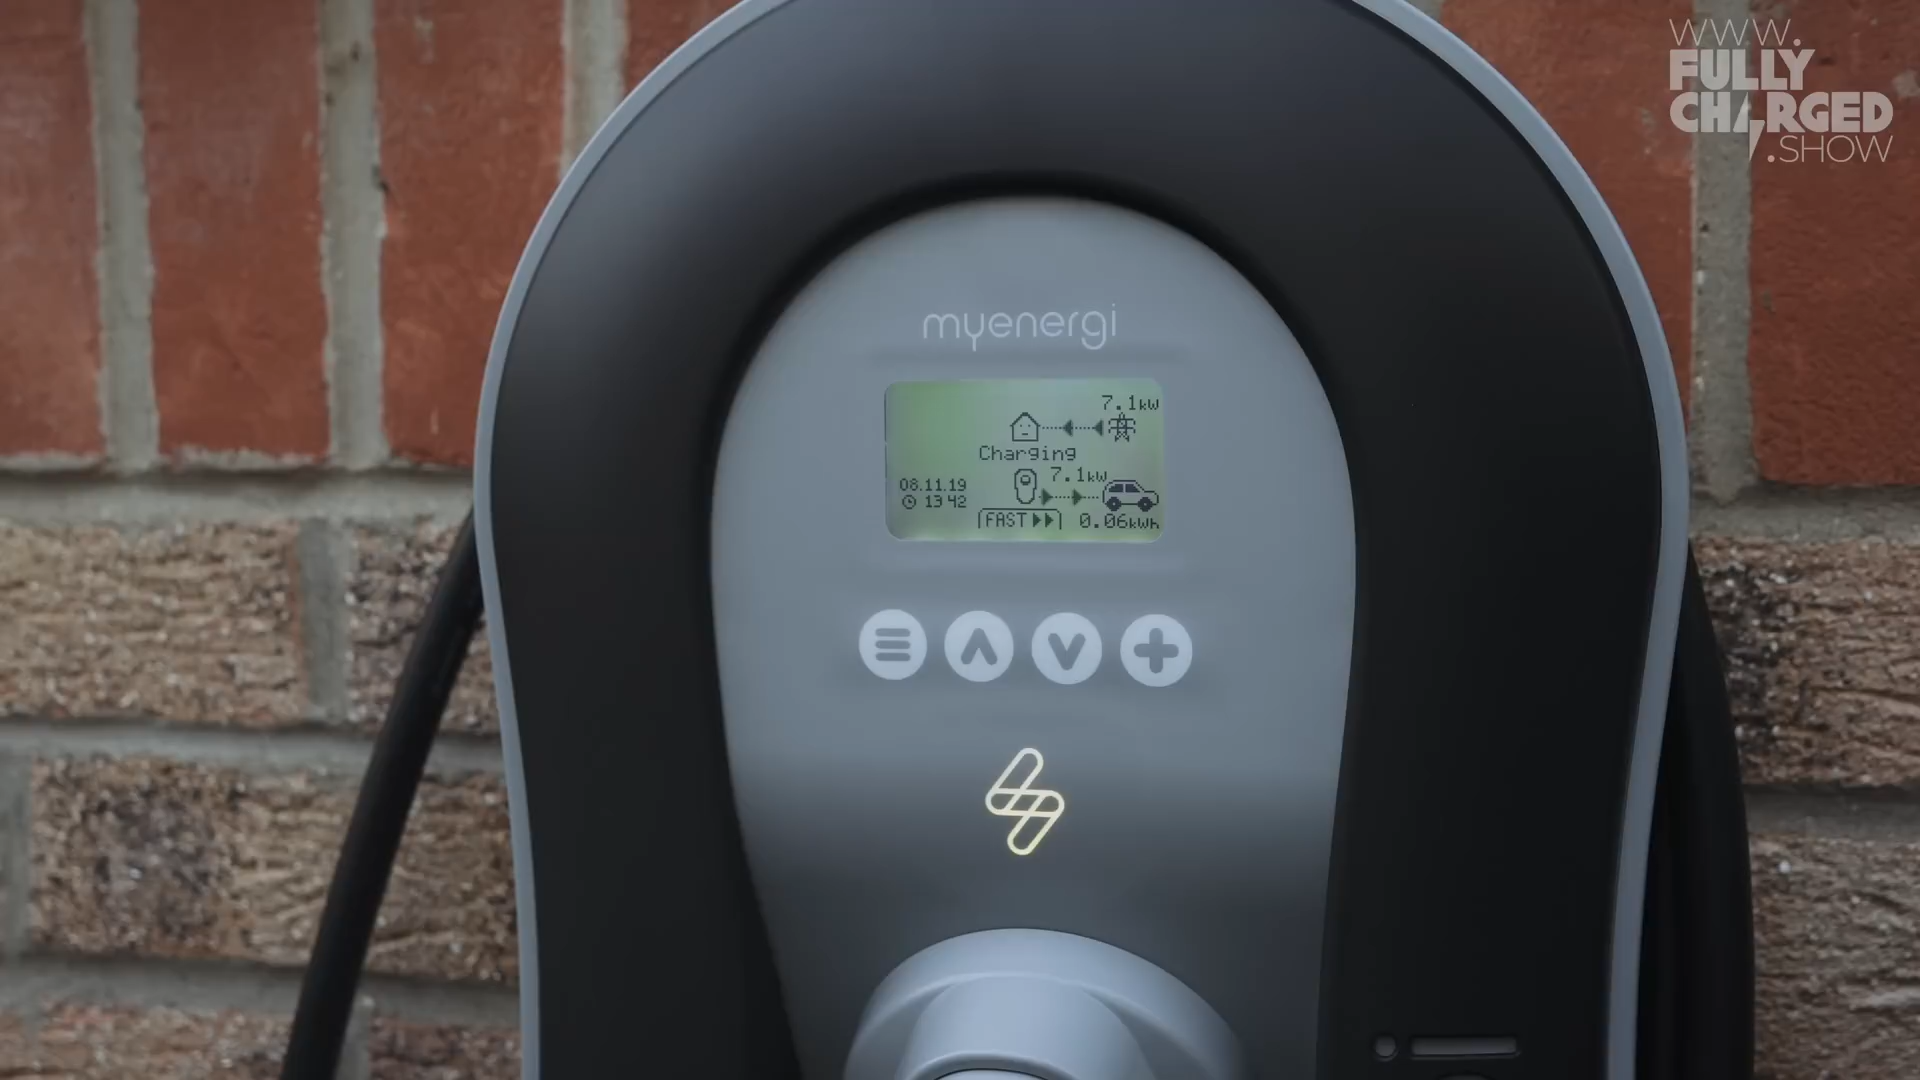 WWW.
FULLY
CHARGED
.SHOW
myenergi
7.1kW
Charging
7.1kW
08.11.19
13 42
FAST
0.06kWh